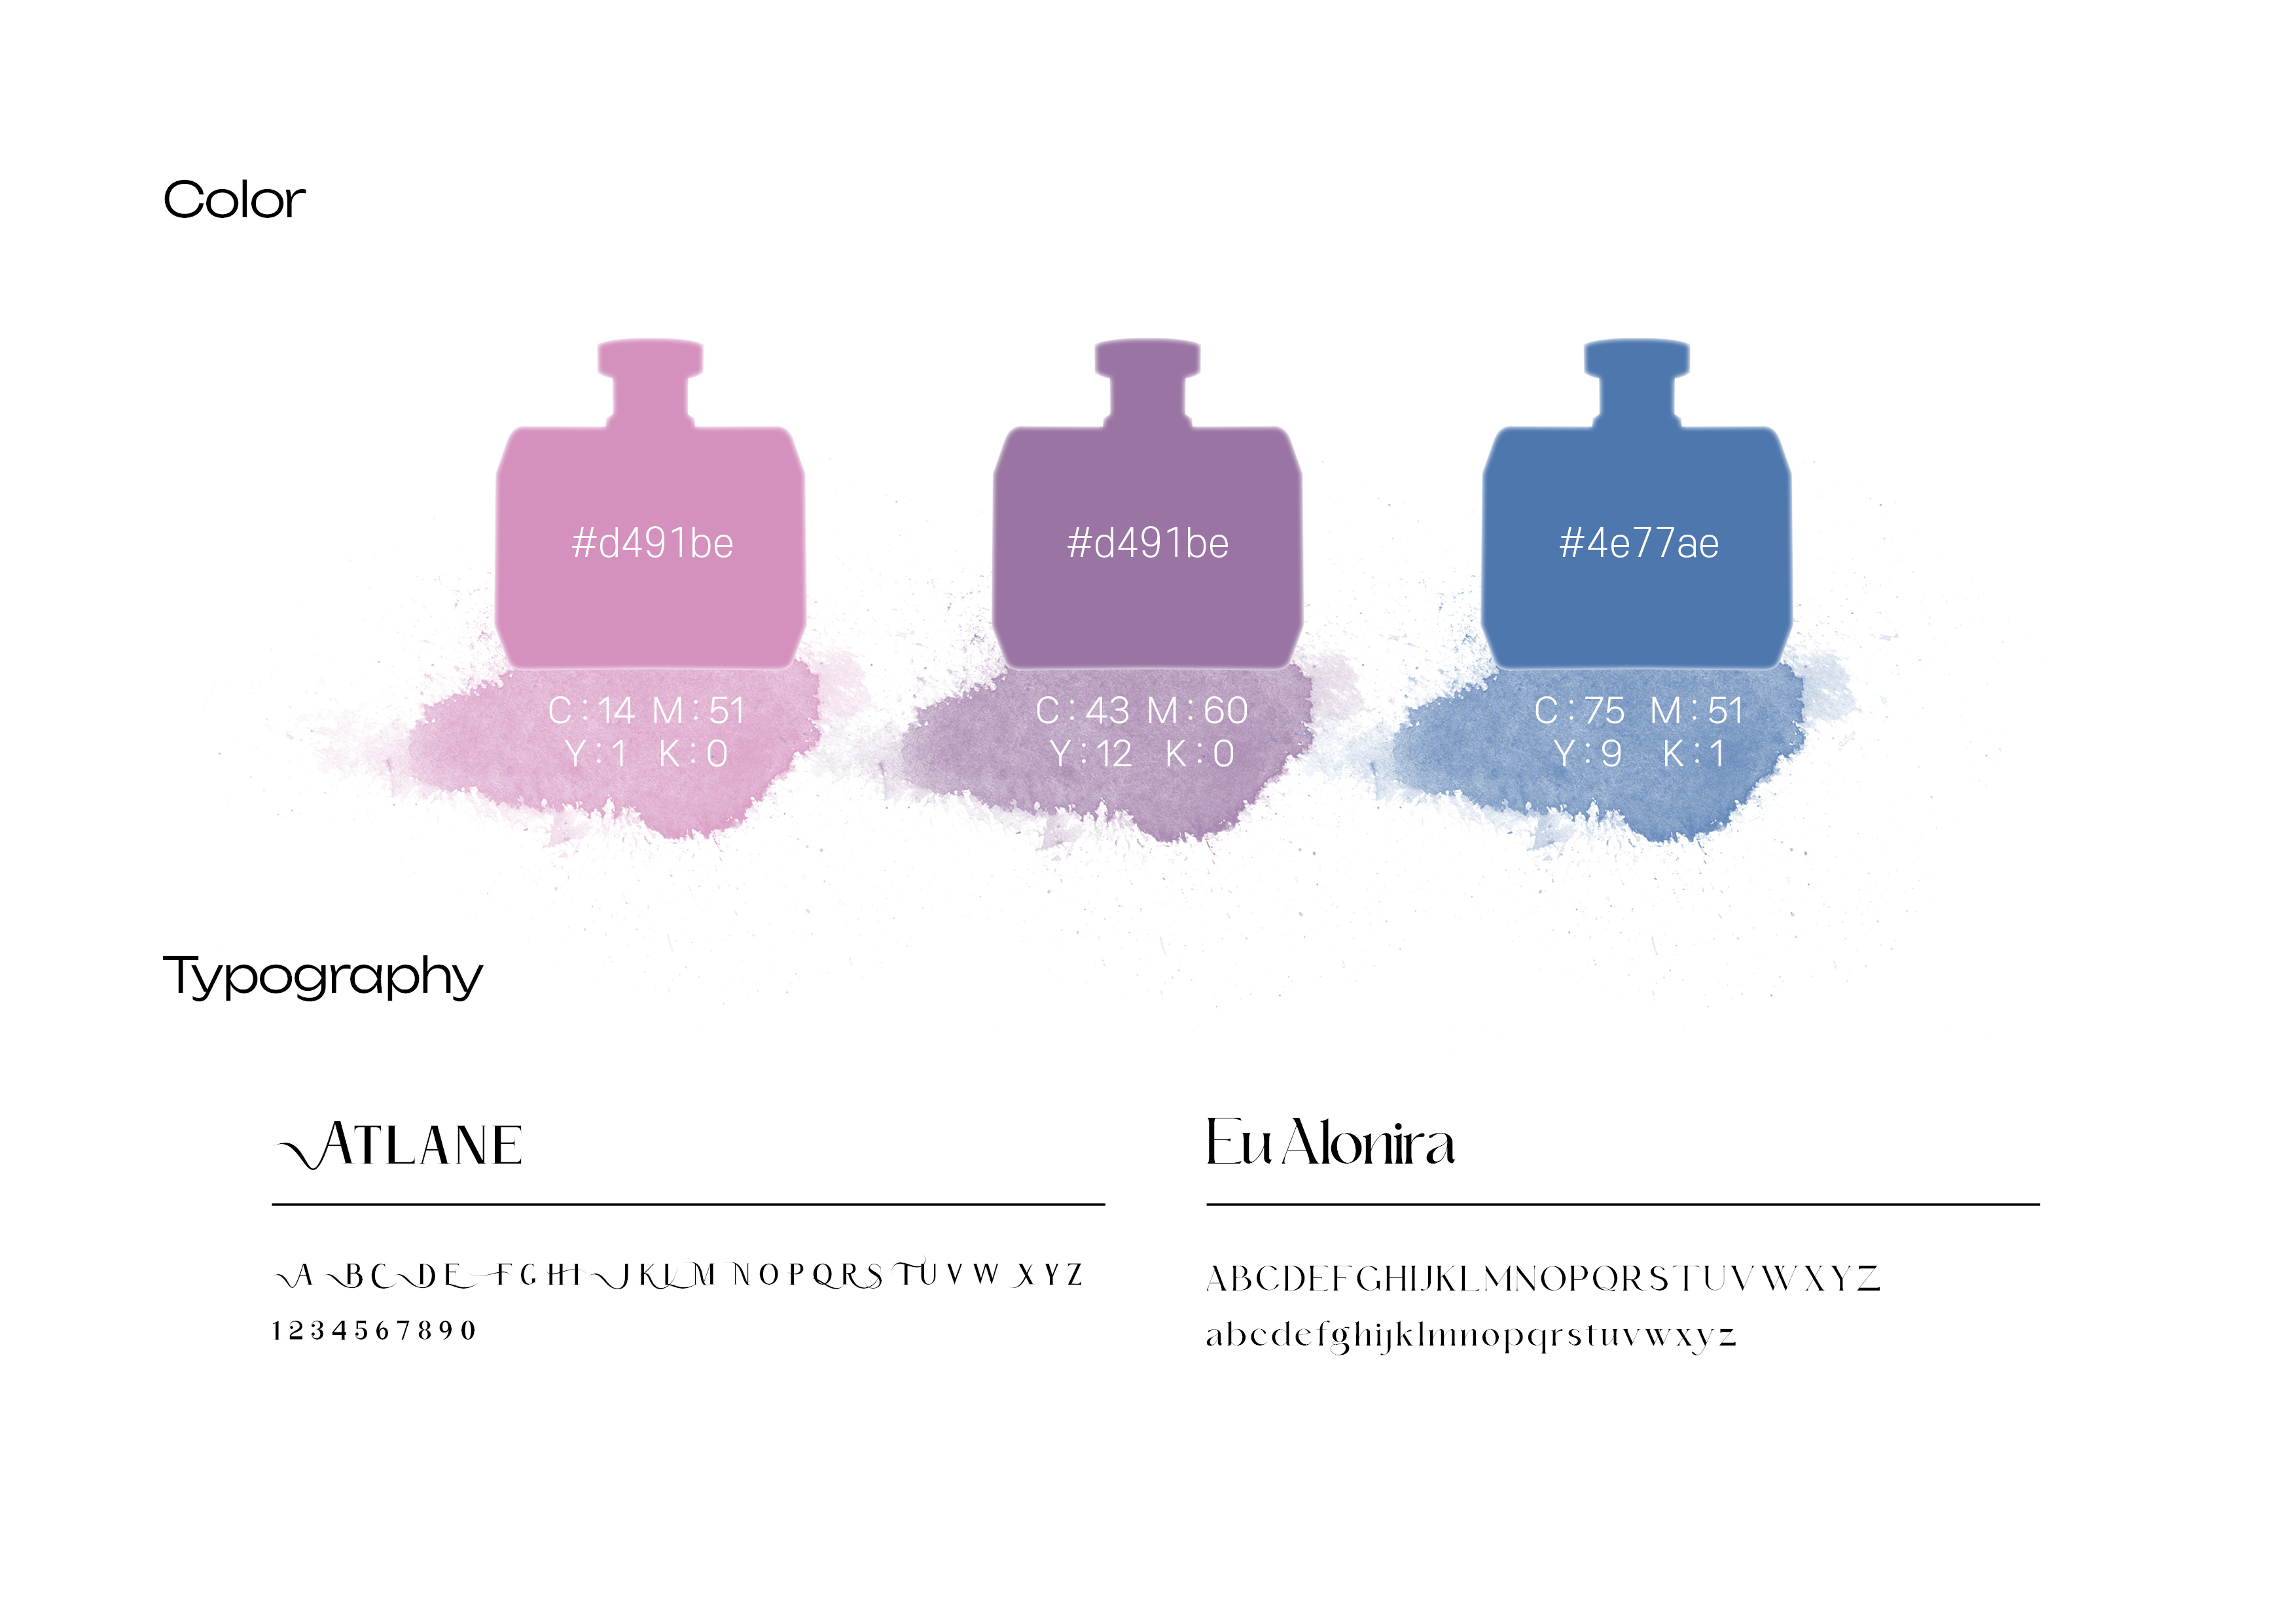 Color
#d491be
#d491be
#4e77ae
C : 14 M : 51
Y : 1 K : 0
C : 43 M : 60
Y : 12 K : 0
C : 75 M : 51
Y : 9 K : 1
Typography
ATLANE
A B C D E F G H I J K L M N O P Q R S T U V W X Y Z
1 2 3 4 5 6 7 8 9 0
Eu Alonira
ABCDEFGHIJKLMNOPQRSTUVWXYZ
abcdefghijklmnopqrstuvwxyz